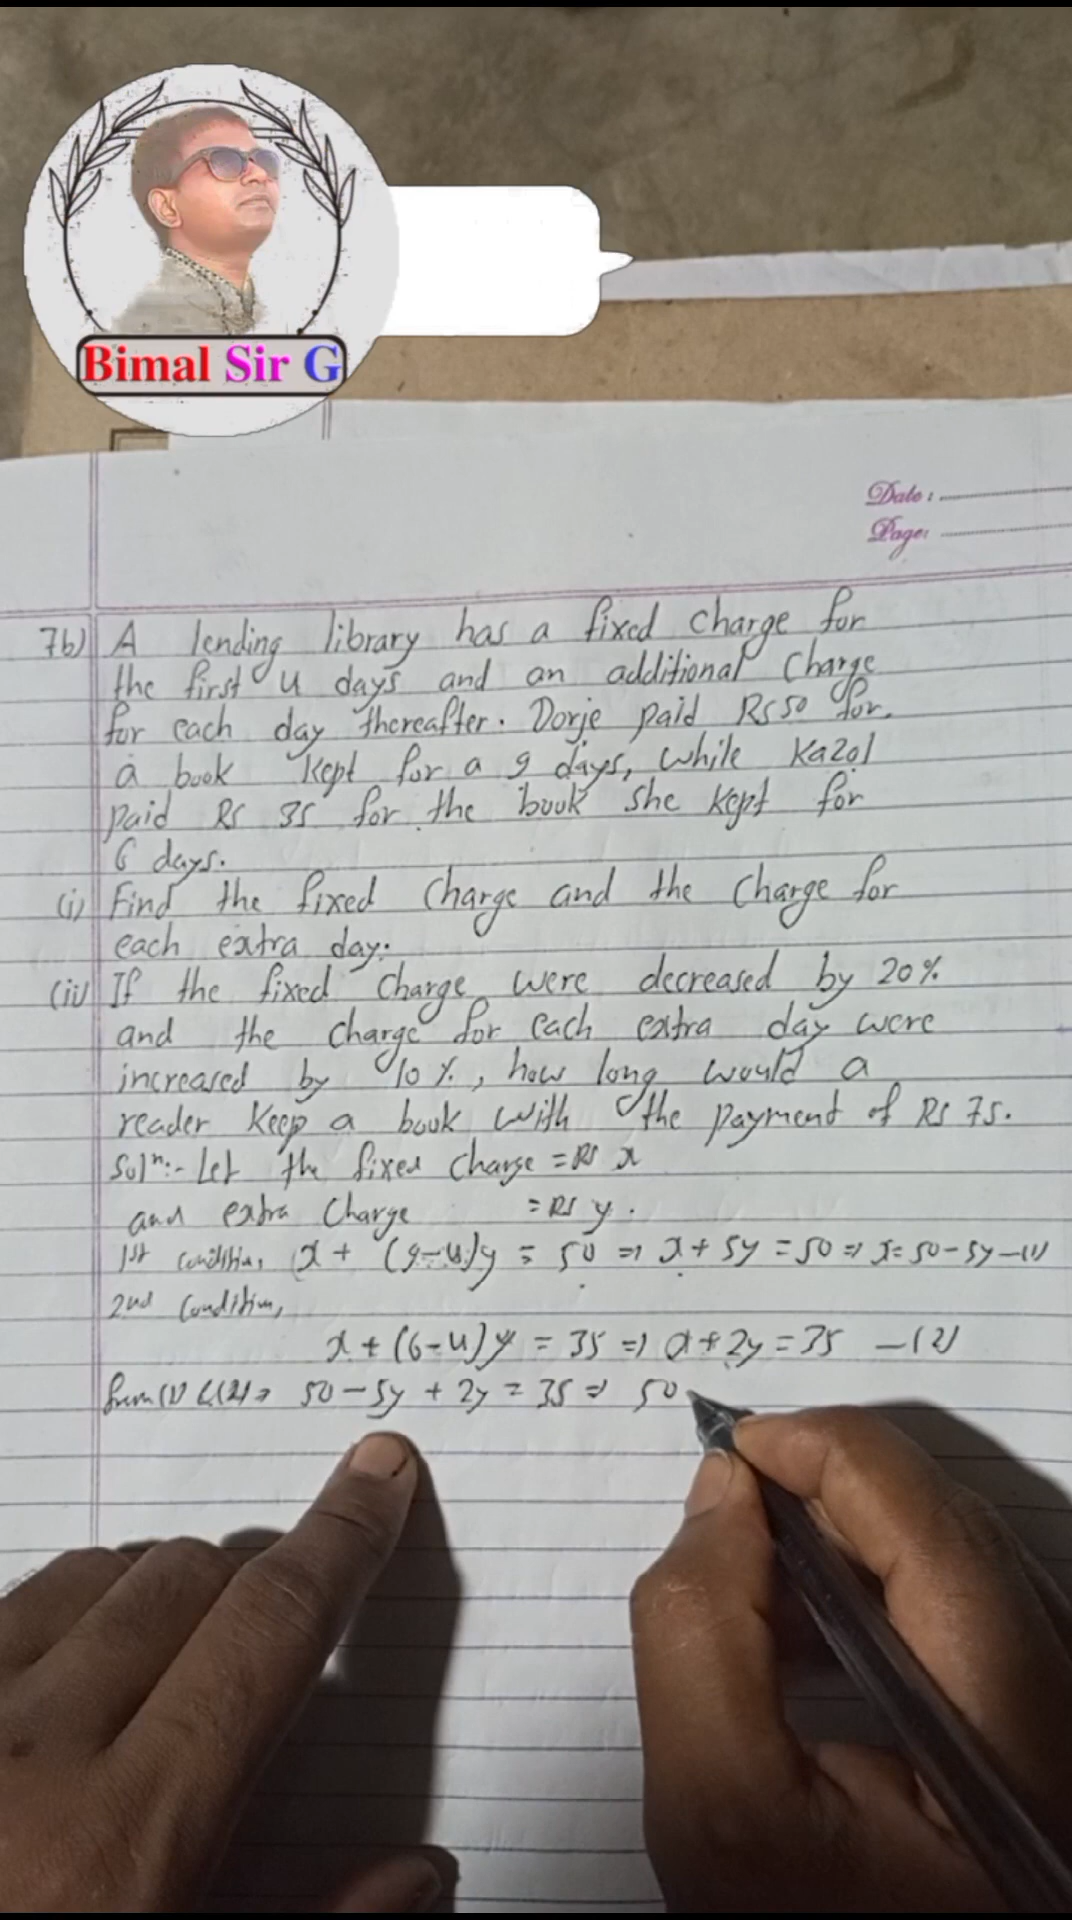 Bimal Sir G
Date:
Page:
7b) A lending library has a fixed charge for
the first 4 days and an additional charge
for each day thereafter. Dorje paid Rs 50 for
a book kept for a 9 days, while Kazol
paid Rs 35 for the book she kept for
6 days.
(i) Find the fixed charge and the charge for
each extra day.
(ii) If the fixed charge were decreased by 20%
and the charge for each extra day were
increased by 10%, how long would a
reader keep a book with the payment of Rs 75.
Solⁿ:- Let the fixed charge = Rs x
and extra charge = Rs y.
1st condition, x + (9-4)y = 50 => x + 5y = 50 => x = 50 - 5y —(1)
2nd condition,
x + (6-4)y = 35 => x + 2y = 35 —(2)
from (1) & (2) => 50 - 5y + 2y = 35 => 50